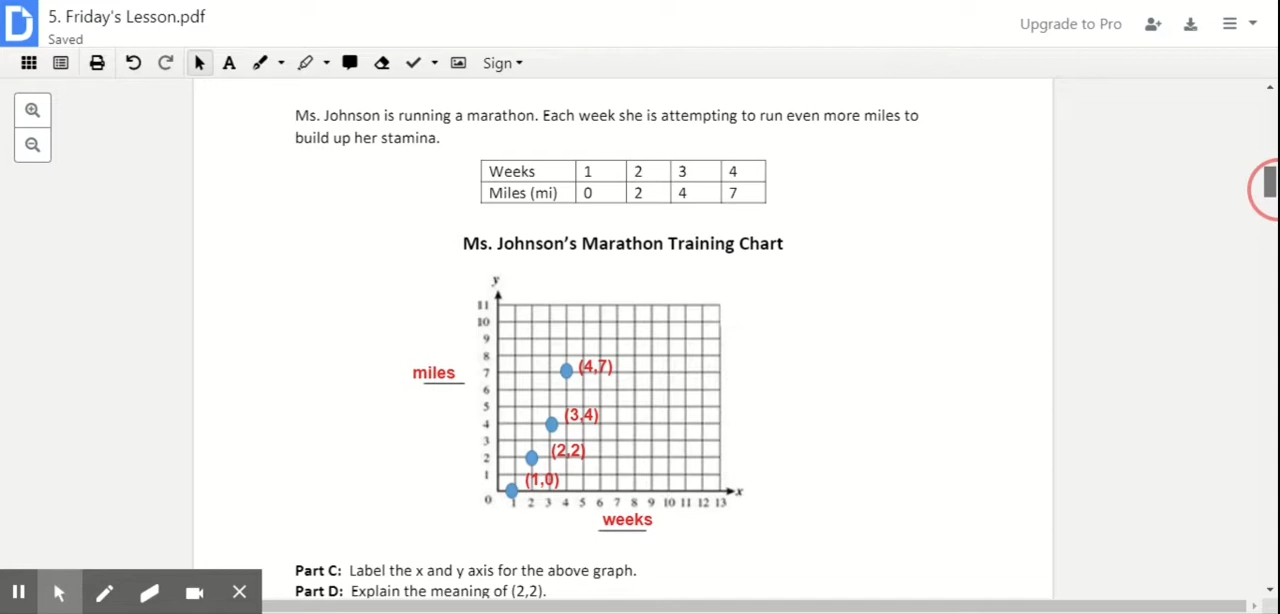 5. Friday's Lesson.pdf
Saved
Upgrade to Pro
A
Sign
Ms. Johnson is running a marathon. Each week she is attempting to run even more miles to
build up her stamina.
Weeks 1 2 3 4
Miles (mi) 0 2 4 7
Ms. Johnson's Marathon Training Chart
y
11
10
9
8
(4,7)
miles
7
6
5
(3,4)
4
3
(2,2)
2
1
(1,0)
0 1 2 3 4 5 6 7 8 9 10 11 12 13 x
weeks
Part C: Label the x and y axis for the above graph.
Part D: Explain the meaning of (2,2).